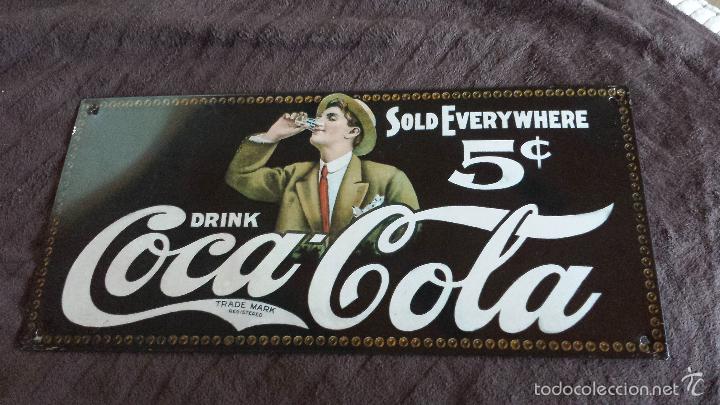 SOLD EVERYWHERE
5¢
DRINK
Coca-Cola
TRADE MARK
REGISTERED
todocoleccion.net